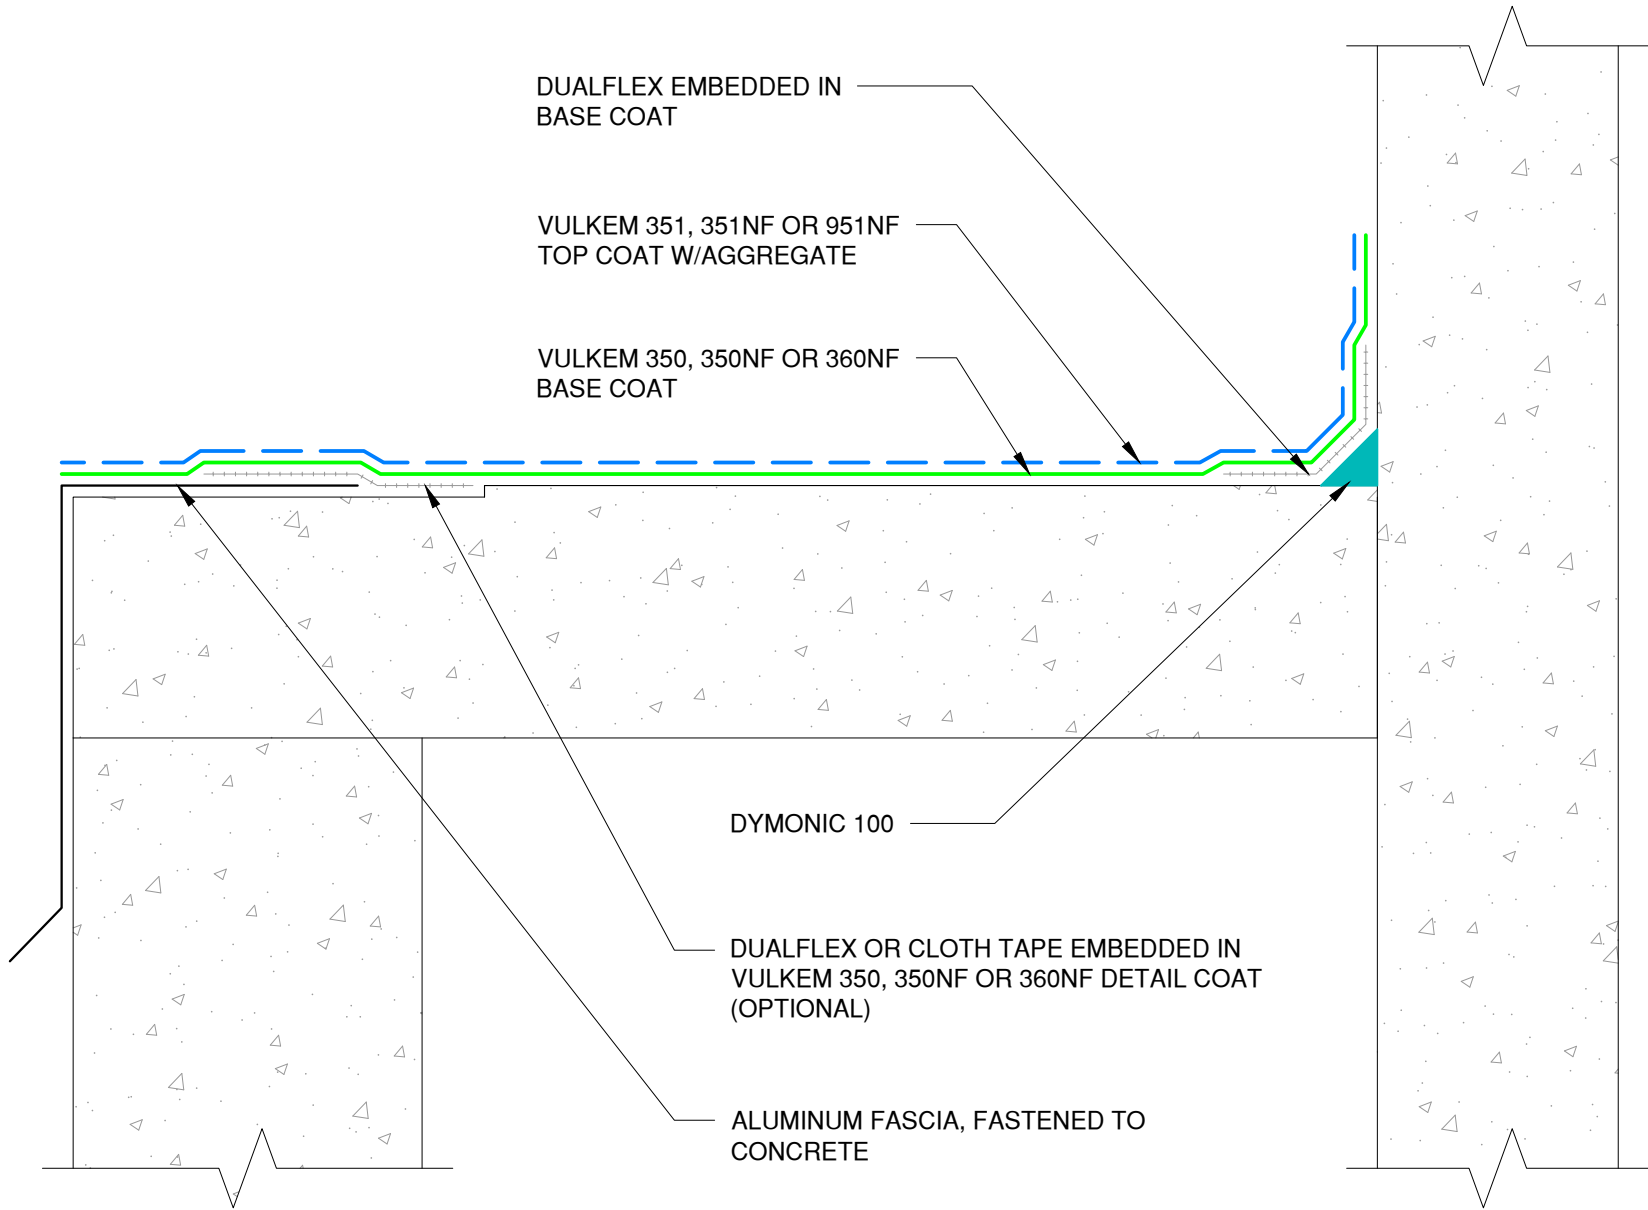 DUALFLEX EMBEDDED IN
BASE COAT
VULKEM 351, 351NF OR 951NF
TOP COAT W/AGGREGATE
VULKEM 350, 350NF OR 360NF
BASE COAT
DYMONIC 100
DUALFLEX OR CLOTH TAPE EMBEDDED IN
VULKEM 350, 350NF OR 360NF DETAIL COAT
(OPTIONAL)
ALUMINUM FASCIA, FASTENED TO
CONCRETE